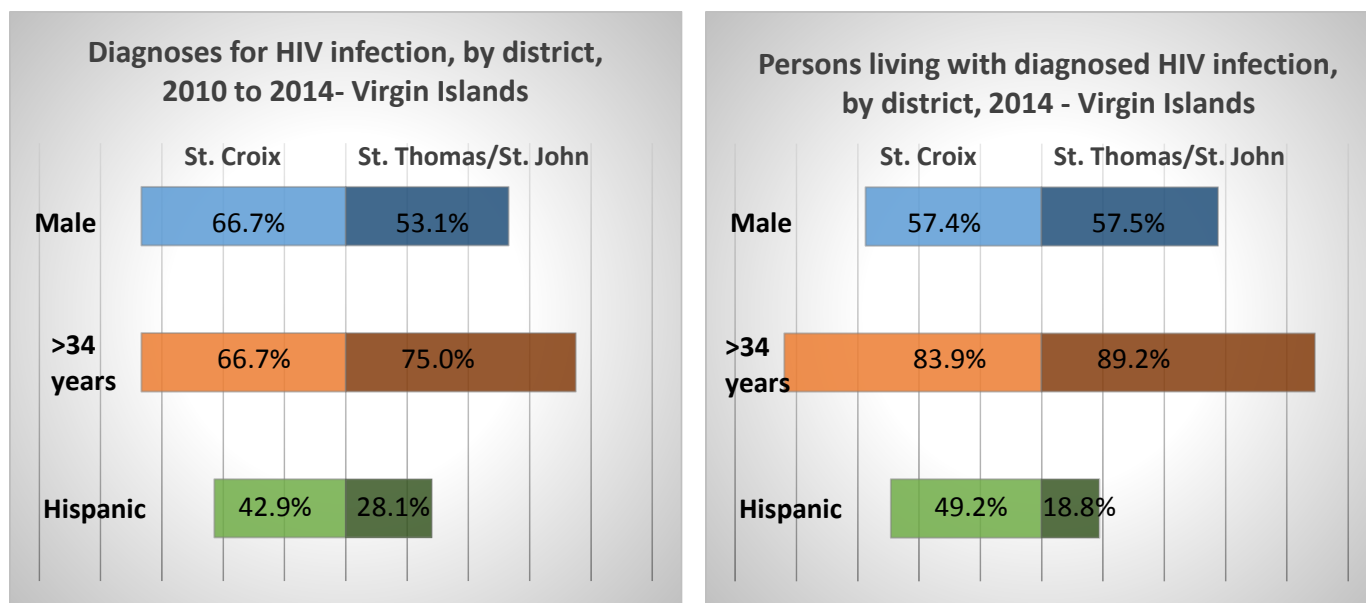 Diagnoses for HIV infection, by district,
2010 to 2014- Virgin Islands
St. Croix St. Thomas/St. John
Male 66.7% 53.1%
>34
years
66.7% 75.0%
Hispanic 42.9% 28.1%
Persons living with diagnosed HIV infection,
by district, 2014 - Virgin Islands
St. Croix St. Thomas/St. John
Male 57.4% 57.5%
>34
years
83.9% 89.2%
Hispanic 49.2% 18.8%